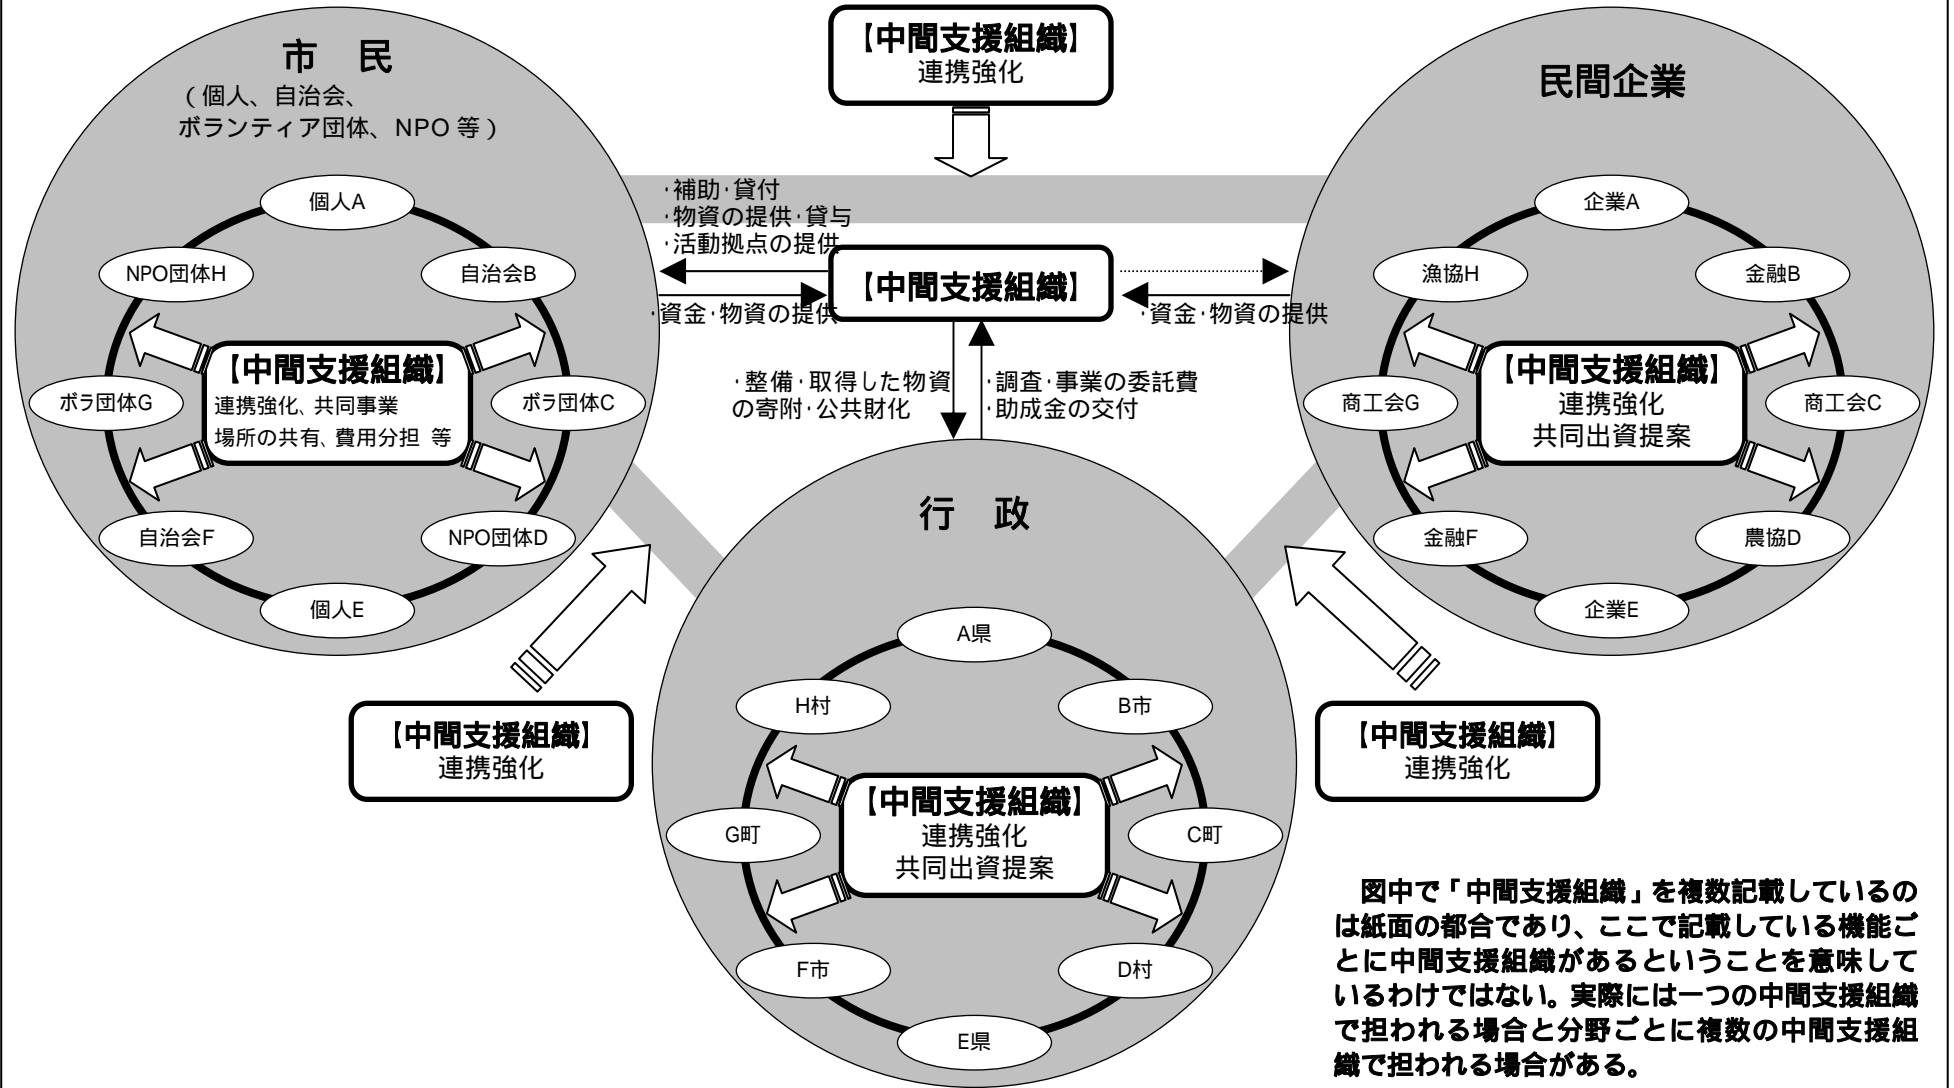 【中間支援組織】
連携強化
市　民
（個人、自治会、
ボランティア団体、NPO 等）
個人A
自治会B
ボラ団体C
NPO団体D
個人E
自治会F
ボラ団体G
NPO団体H
【中間支援組織】
連携強化、共同事業
場所の共有、費用分担 等
・補助・貸付
・物資の提供・貸与
・活動拠点の提供
【中間支援組織】
・資金・物資の提供
・資金・物資の提供
・整備・取得した物資
の寄附・公共財化
・調査・事業の委託費
・助成金の交付
民間企業
企業A
金融B
商工会C
農協D
企業E
金融F
商工会G
漁協H
【中間支援組織】
連携強化
共同出資提案
行　政
A県
B市
C町
D村
E県
F市
G町
H村
【中間支援組織】
連携強化
共同出資提案
【中間支援組織】
連携強化
【中間支援組織】
連携強化
図中で「中間支援組織」を複数記載しているの
は紙面の都合であり、ここで記載している機能ご
とに中間支援組織があるということを意味して
いるわけではない。実際には一つの中間支援組織
で担われる場合と分野ごとに複数の中間支援組
織で担われる場合がある。